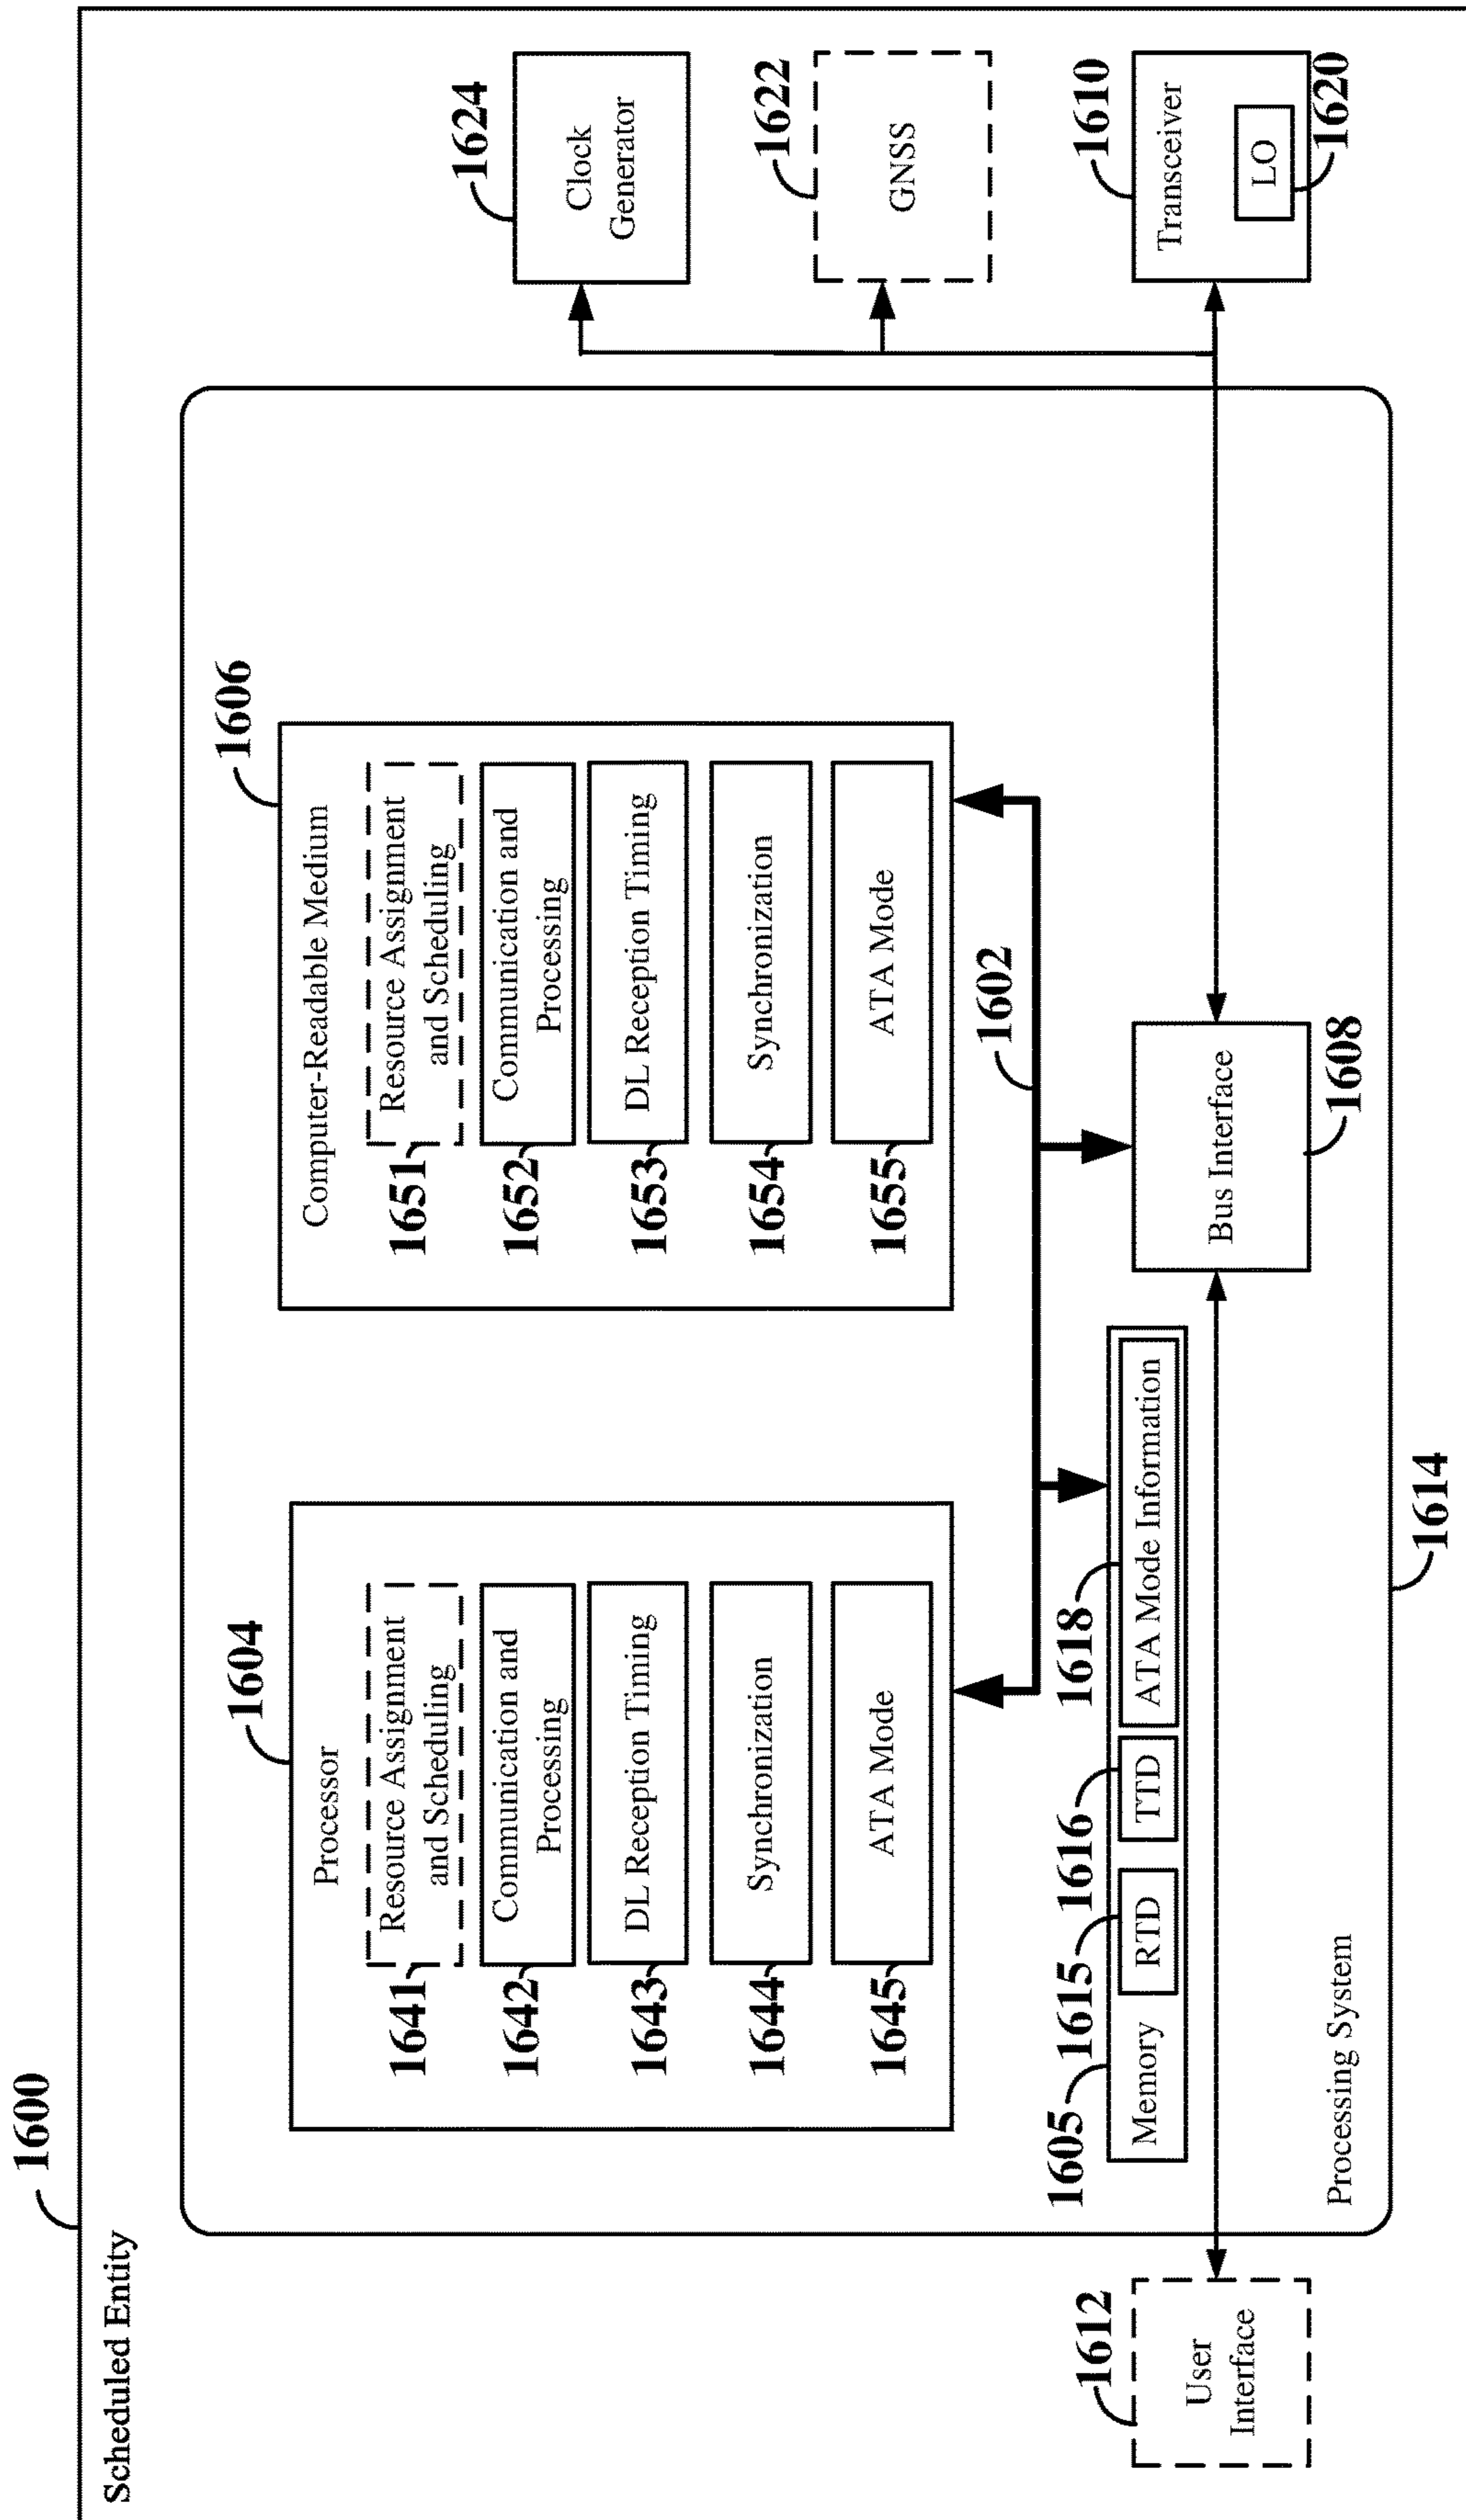 1600
Scheduled Entity
1604
Processor
1641
Resource Assignment
and Scheduling
1642
Communication and
Processing
1643
DL Reception Timing
1644
Synchronization
1645
ATA Mode
1606
Computer-Readable Medium
1651
Resource Assignment
and Scheduling
1652
Communication and
Processing
1653
DL Reception Timing
1654
Synchronization
1655
ATA Mode
1602
1624
Clock
Generator
1622
GNSS
1610
Transceiver
LO
1620
1612
User
Interface
1605
1615
1616
1618
Memory
RTD
TTD
ATA Mode Information
Bus Interface
1608
Processing System
1614